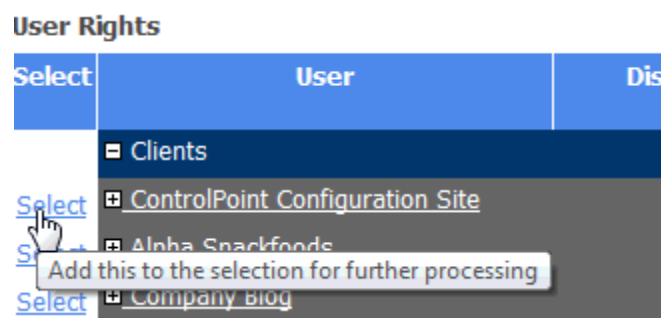 User Rights
Select User Dis
Clients
Select ControlPoint Configuration Site
Select Alpha Snackfoods
Add this to the selection for further processing
Select Company Blog